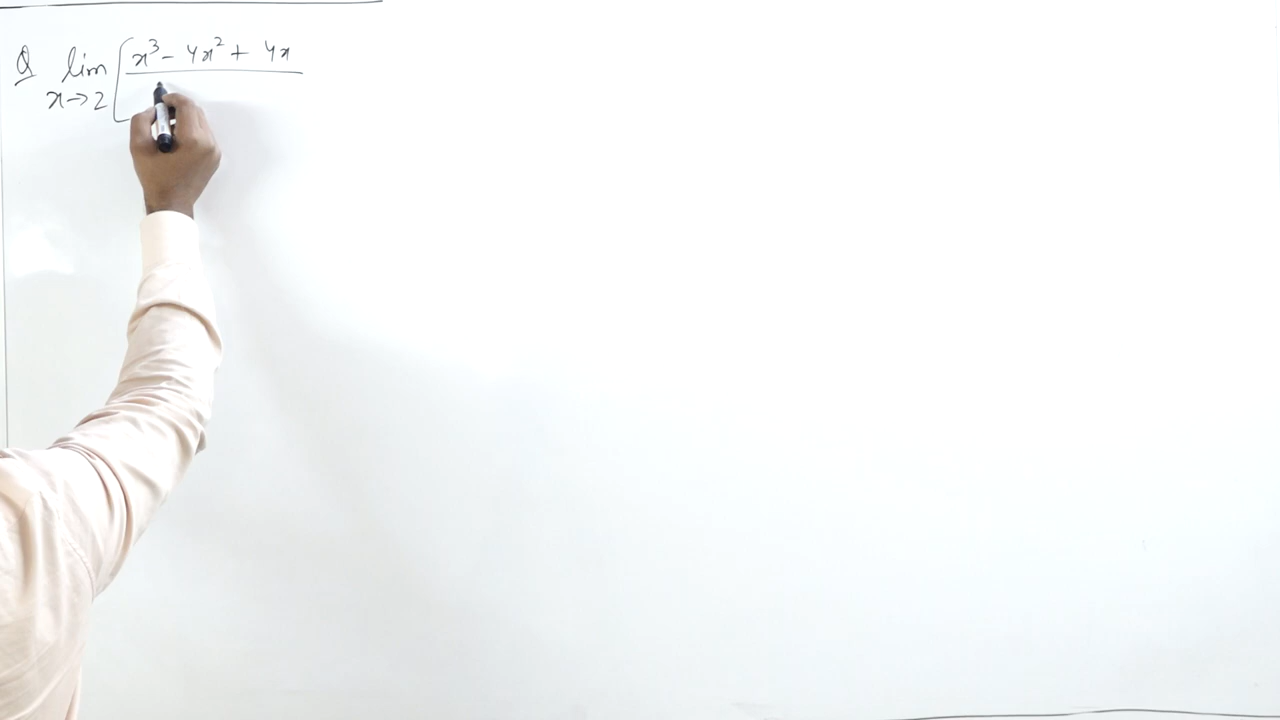 Q lim [ x³ - 4x² + 4x
x→2